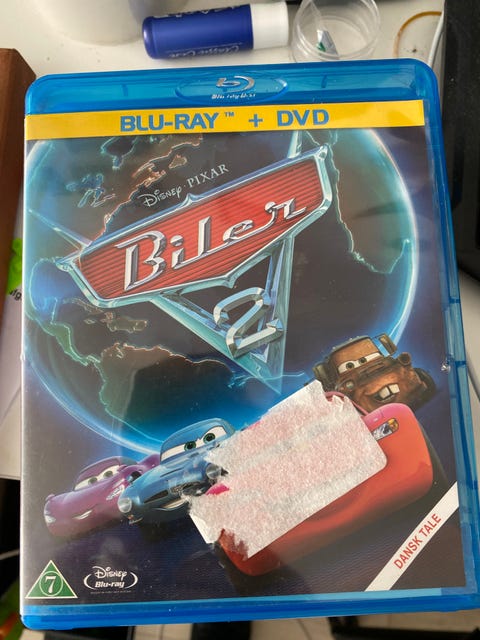 Blu-ray Disc
BLU-RAY™ + DVD
Disney · PIXAR
Biler
2
DANSK TALE
7
Disney
Blu-ray